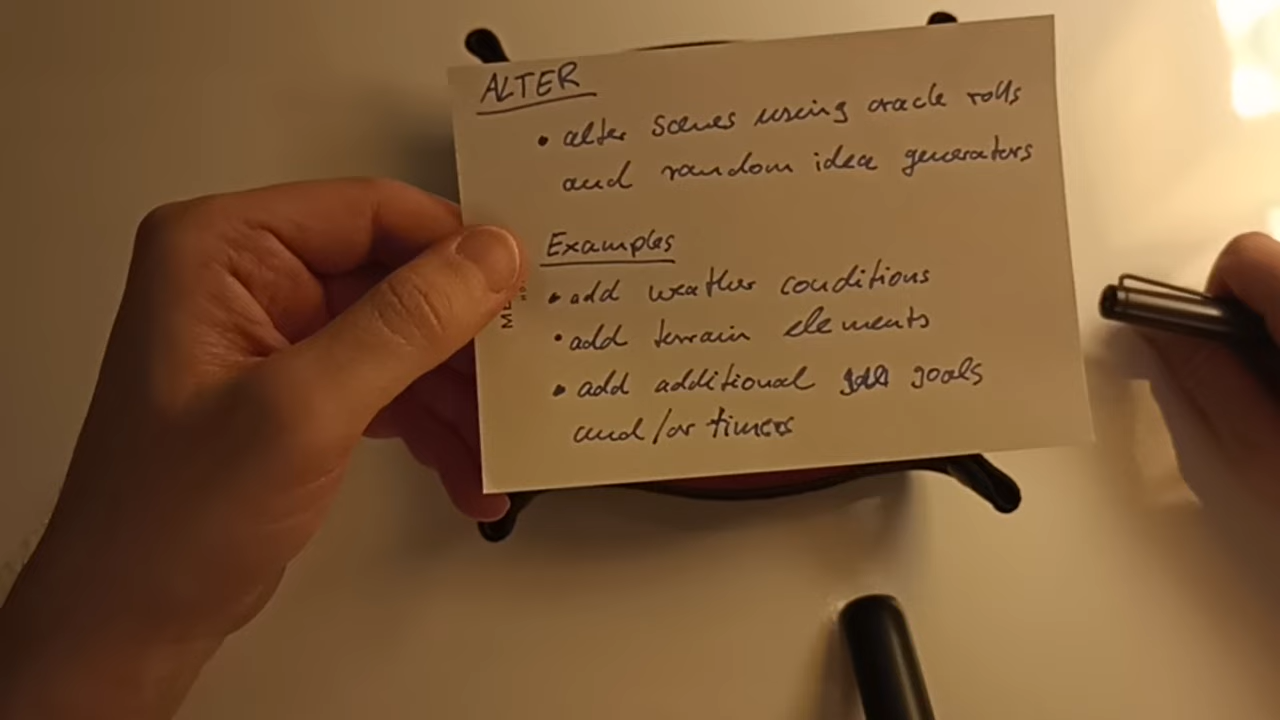 ALTER
• alter scenes using oracle rolls
and random idea generators
Examples
• add weather conditions
• add terrain elements
• add additional goals
and/or timers